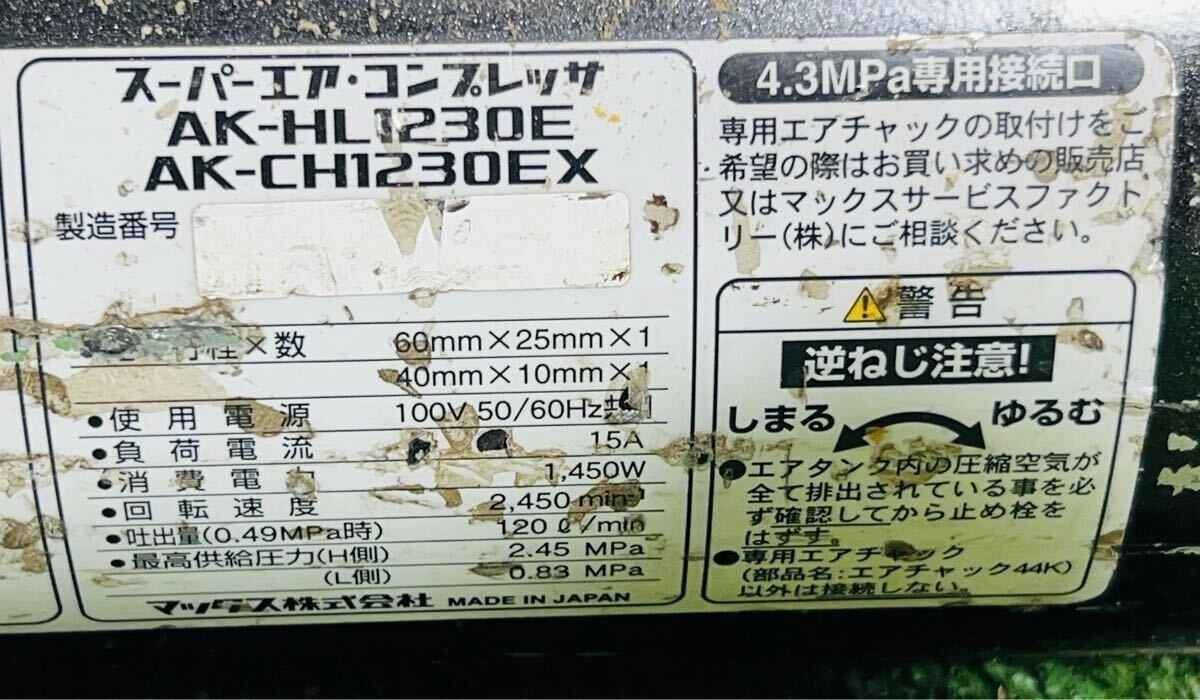 スーパーエア・コンプレッサ
AK-HL1230E
AK-CH1230EX
製造番号
径×数 60mm×25mm×1
40mm×10mm×1
●使用電源 100V 50/60Hz
●負荷電流 15A
●消費電力 1,450W
●回転速度 2,450min⁻¹
●吐出量(0.49MPa時) 120ℓ/min
●最高供給圧力(H側) 2.45 MPa
(L側) 0.83 MPa
マックス株式会社 MADE IN JAPAN
4.3MPa専用接続口
専用エアチャックの取付けをご
希望の際はお買い求めの販売店
又はマックスサービスファクト
リー(株)にご相談ください。
警告
逆ねじ注意!
しまる ゆるむ
●エアタンク内の圧縮空気が
全て排出されている事を必
ず確認してから止め栓を
はずす。
●専用エアチャック
(部品名:エアチャック44K)
以外は接続しない。